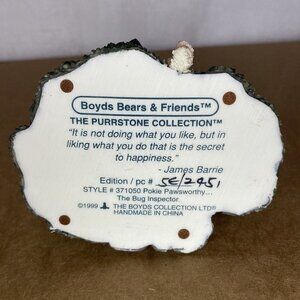 Boyds Bears & Friends™
THE PURRSTONE COLLECTION™
"It is not doing what you like, but in
liking what you do that is the secret
to happiness."
- James Barrie
Edition / pc # 5E/2451
STYLE # 371050 Pokie Pawsworthy...
The Bug Inspector
©1999 THE BOYDS COLLECTION LTD®
HANDMADE IN CHINA